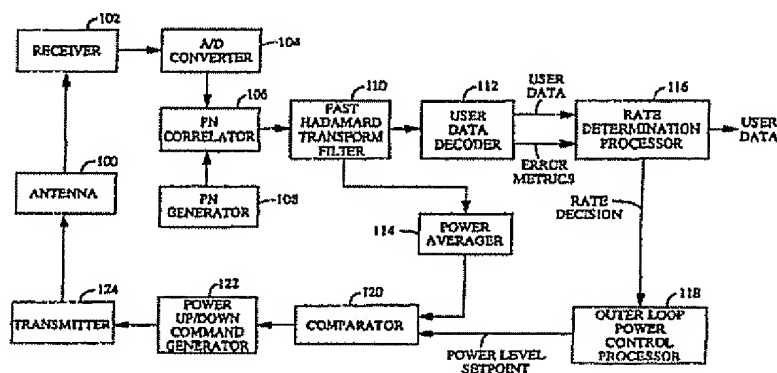 102
RECEIVER
104
A/D
CONVERTER
106
PN
CORRELATOR
108
PN
GENERATOR
110
FAST
HADAMARD
TRANSFORM
FILTER
112
USER
DATA
DECODER
USER
DATA
ERROR
METRICS
116
RATE
DETERMINATION
PROCESSOR
USER
DATA
100
ANTENNA
114
POWER
AVERAGER
RATE
DECISION
124
TRANSMITTER
122
POWER
UP/DOWN
COMMAND
GENERATOR
120
COMPARATOR
POWER LEVEL
SETPOINT
118
OUTER LOOP
POWER
CONTROL
PROCESSOR